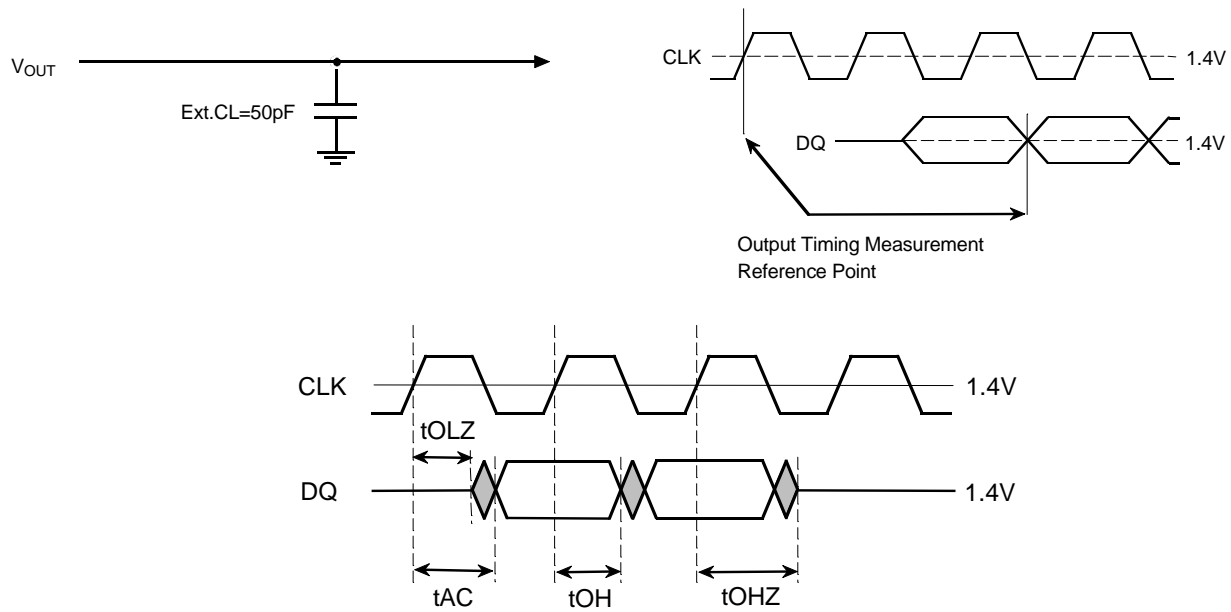 VOUT
Ext.CL=50pF
CLK
1.4V
DQ
1.4V
Output Timing Measurement
Reference Point
CLK
1.4V
tOLZ
DQ
1.4V
tAC
tOH
tOHZ